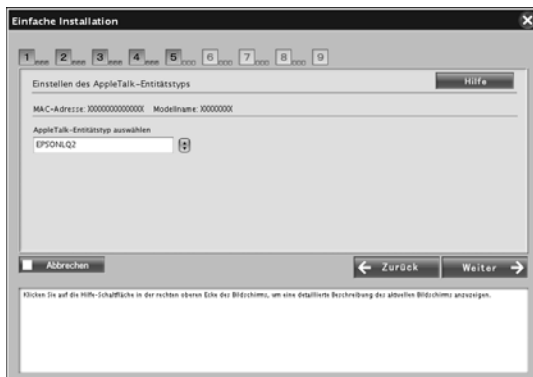 Einfache Installation
1 2 3 4 5 6 7 8 9
Einstellen des AppleTalk-Entitätstyps
Hilfe
MAC-Adresse: XXXXXXXXXXXXXX Modellname: XXXXXXXX
AppleTalk-Entitätstyp auswählen
EPSONLQ2
Abbrechen
Zurück
Weiter
Klicken Sie auf die Hilfe-Schaltfläche in der rechten oberen Ecke des Bildschirms, um eine detaillierte Beschreibung des aktuellen Bildschirms anzuzeigen.